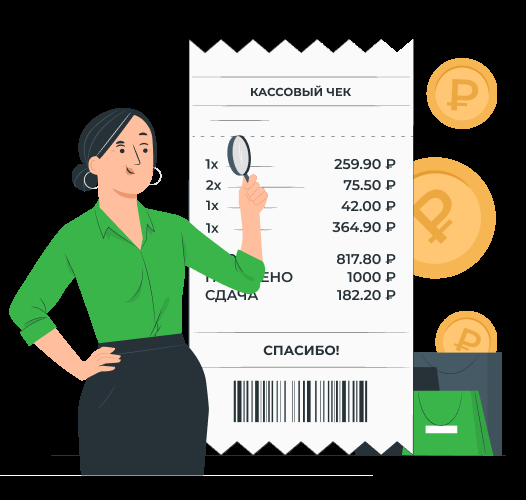 КАССОВЫЙ ЧЕК
1x 259.90 ₽
2x 75.50 ₽
1x 42.00 ₽
1x 364.90 ₽
817.80 ₽
1000 ₽
СДАЧА 182.20 ₽
СПАСИБО!
₽
₽
₽